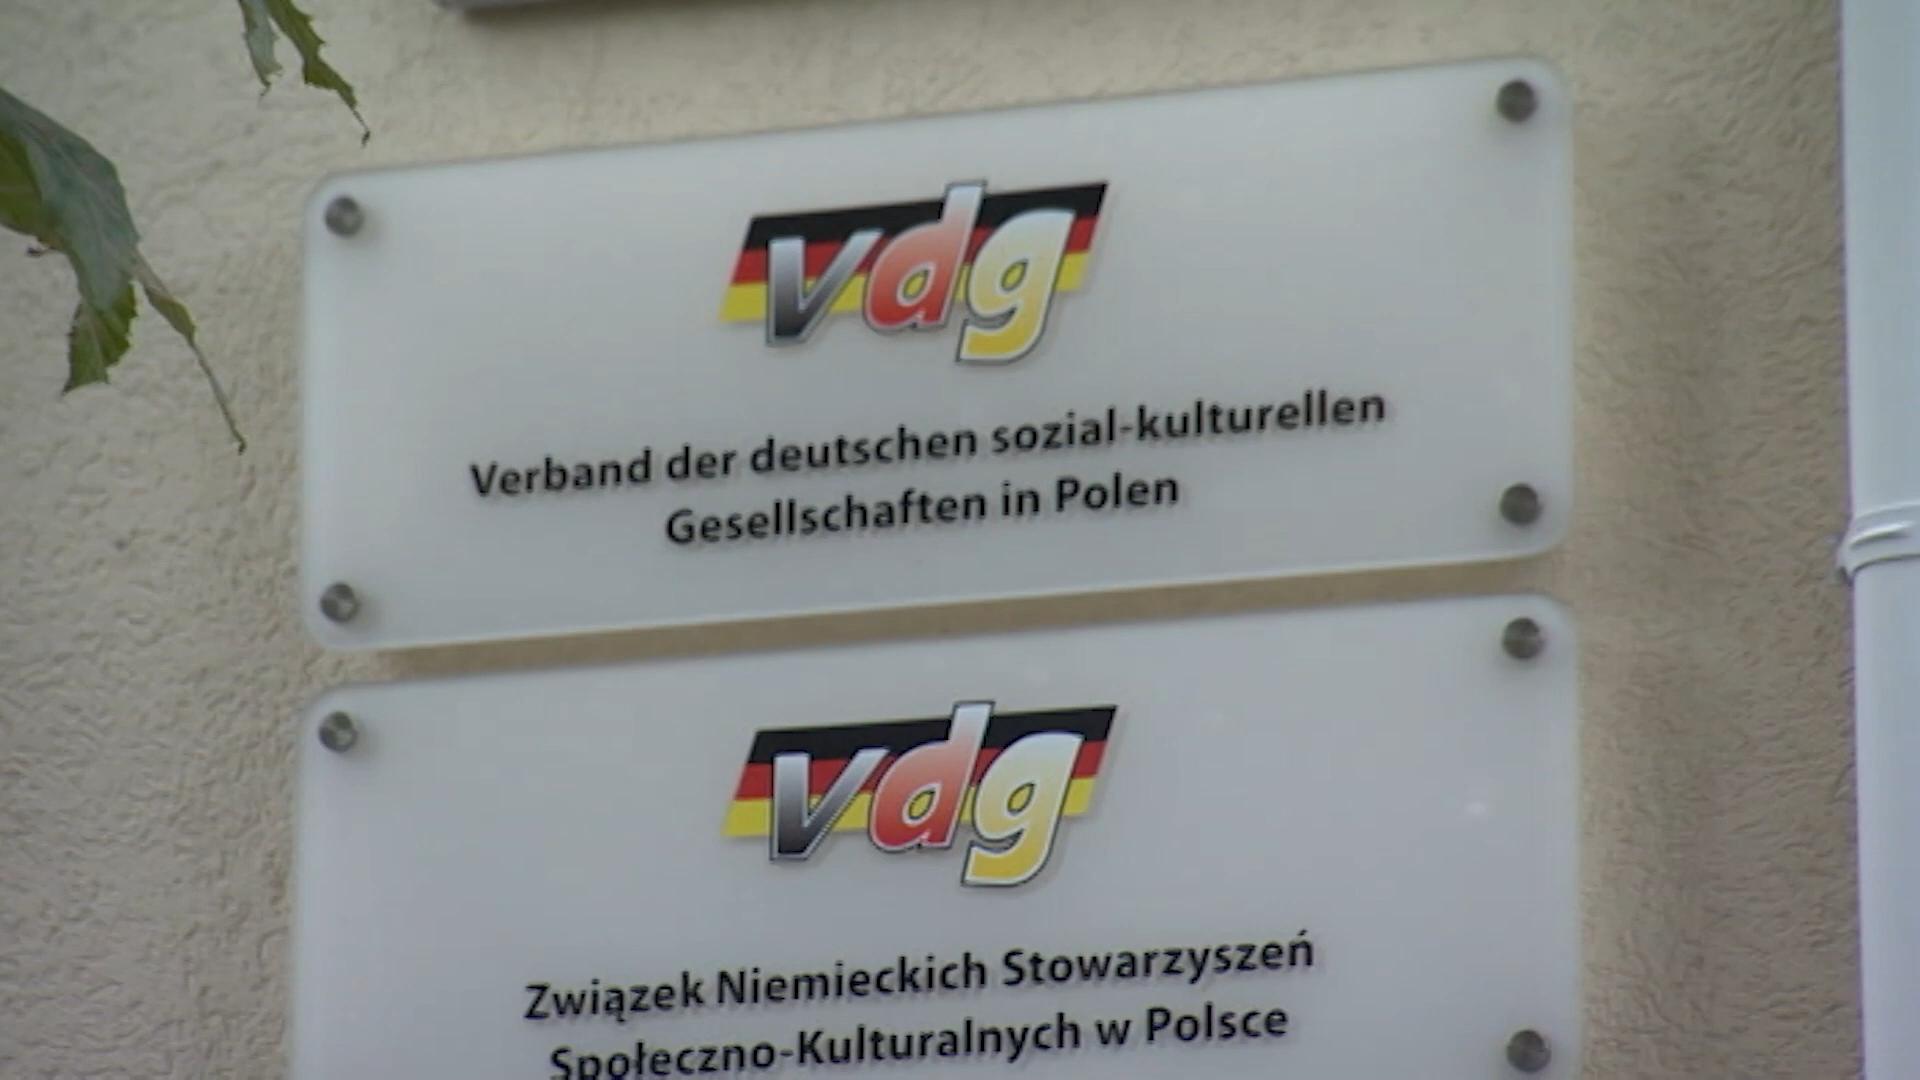 vdg
Verband der deutschen sozial-kulturellen
Gesellschaften in Polen
vdg
Związek Niemieckich Stowarzyszeń
Społeczno-Kulturalnych w Polsce